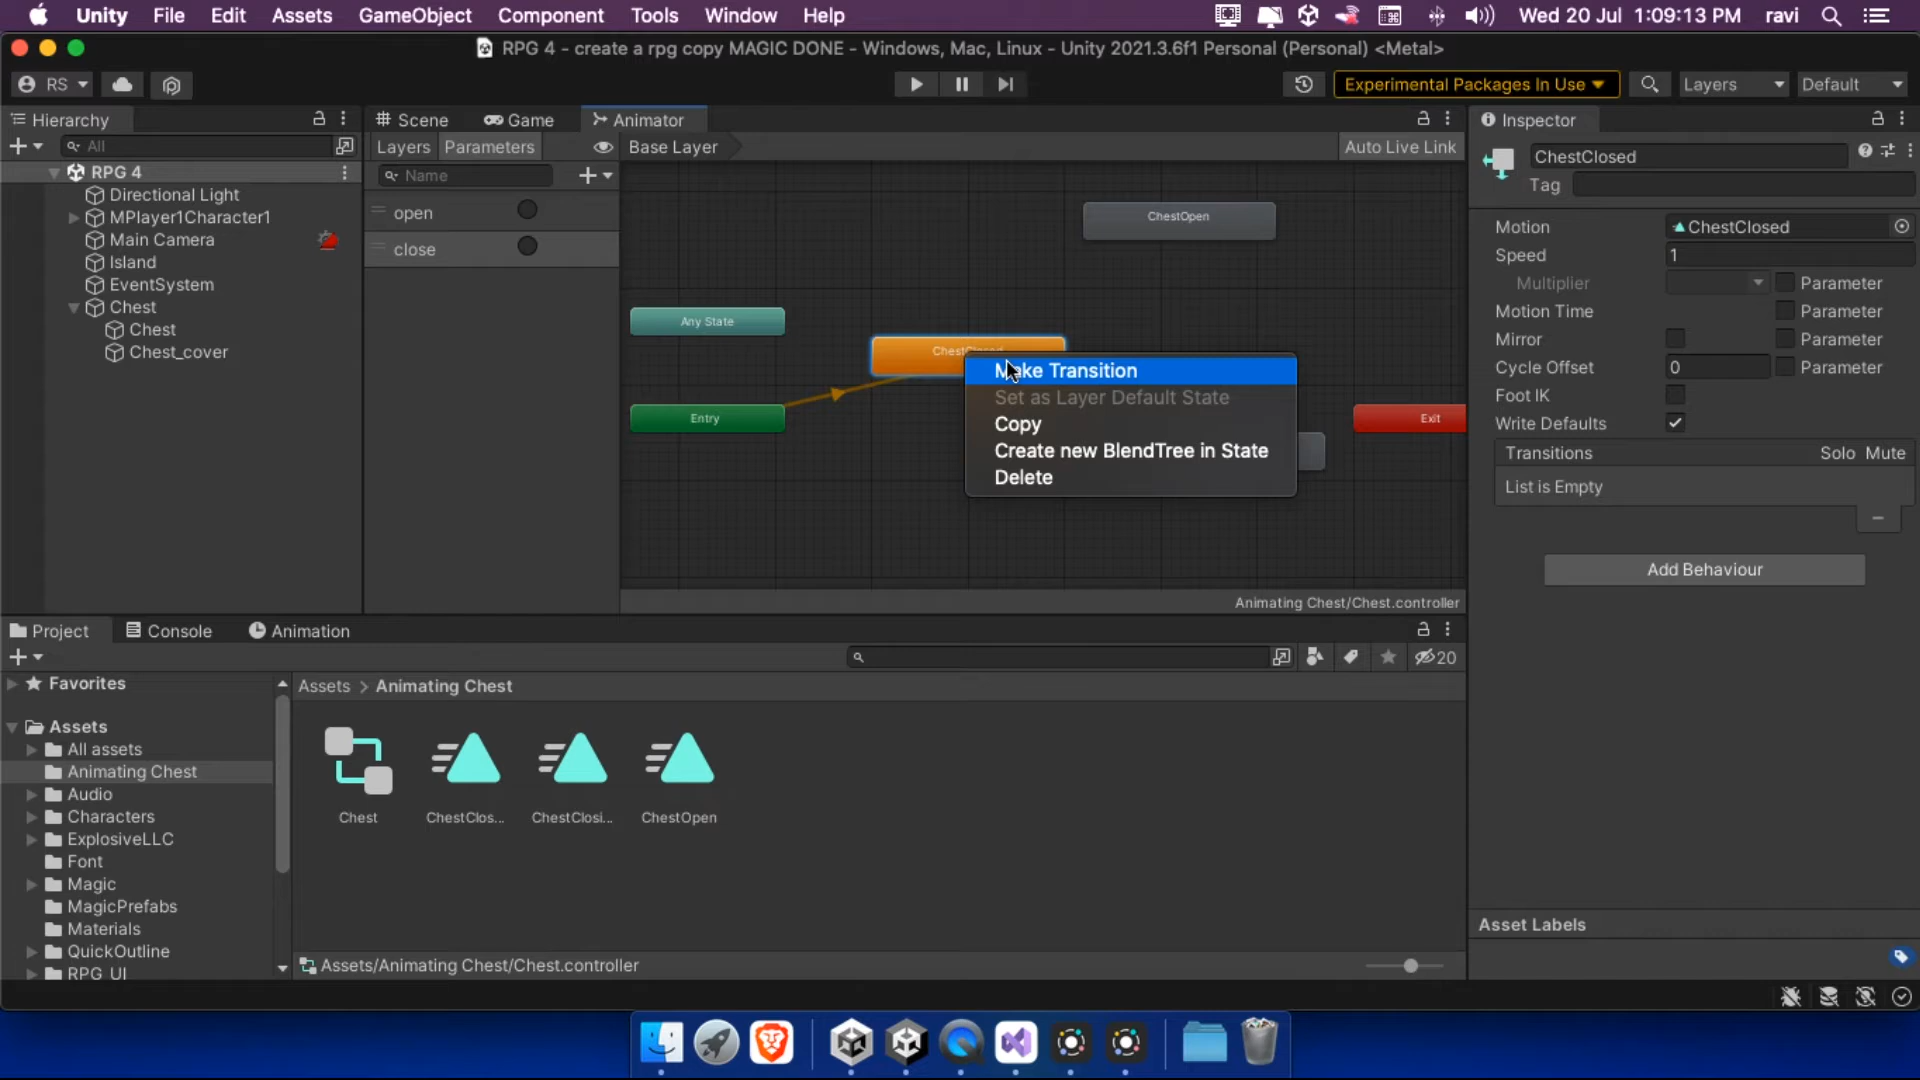 Unity File Edit Assets GameObject Component Tools Window Help Wed 20 Jul 1:09:13 PM ravi
RPG 4 - create a rpg copy MAGIC DONE - Windows, Mac, Linux - Unity 2021.3.6f1 Personal (Personal) <Metal>
RS Experimental Packages In Use Layers Default
Hierarchy
All
RPG 4
Directional Light
MPlayer1Character1
Main Camera
Island
EventSystem
Chest
Chest
Chest_cover
Scene Game Animator
Layers Parameters Base Layer Auto Live Link
Name
open
close
ChestOpen
Any State
Entry
Exit
Make Transition
Set as Layer Default State
Copy
Create new BlendTree in State
Delete
Animating Chest/Chest.controller
Inspector
ChestClosed
Tag
Motion ChestClosed
Speed 1
Multiplier Parameter
Motion Time Parameter
Mirror Parameter
Cycle Offset 0 Parameter
Foot IK
Write Defaults
Transitions Solo Mute
List is Empty
Add Behaviour
Asset Labels
Project Console Animation
20
Favorites
Assets
All assets
Animating Chest
Audio
Characters
ExplosiveLLC
Font
Magic
MagicPrefabs
Materials
QuickOutline
RPG UI
Assets > Animating Chest
Chest ChestClos... ChestClosi... ChestOpen
Assets/Animating Chest/Chest.controller